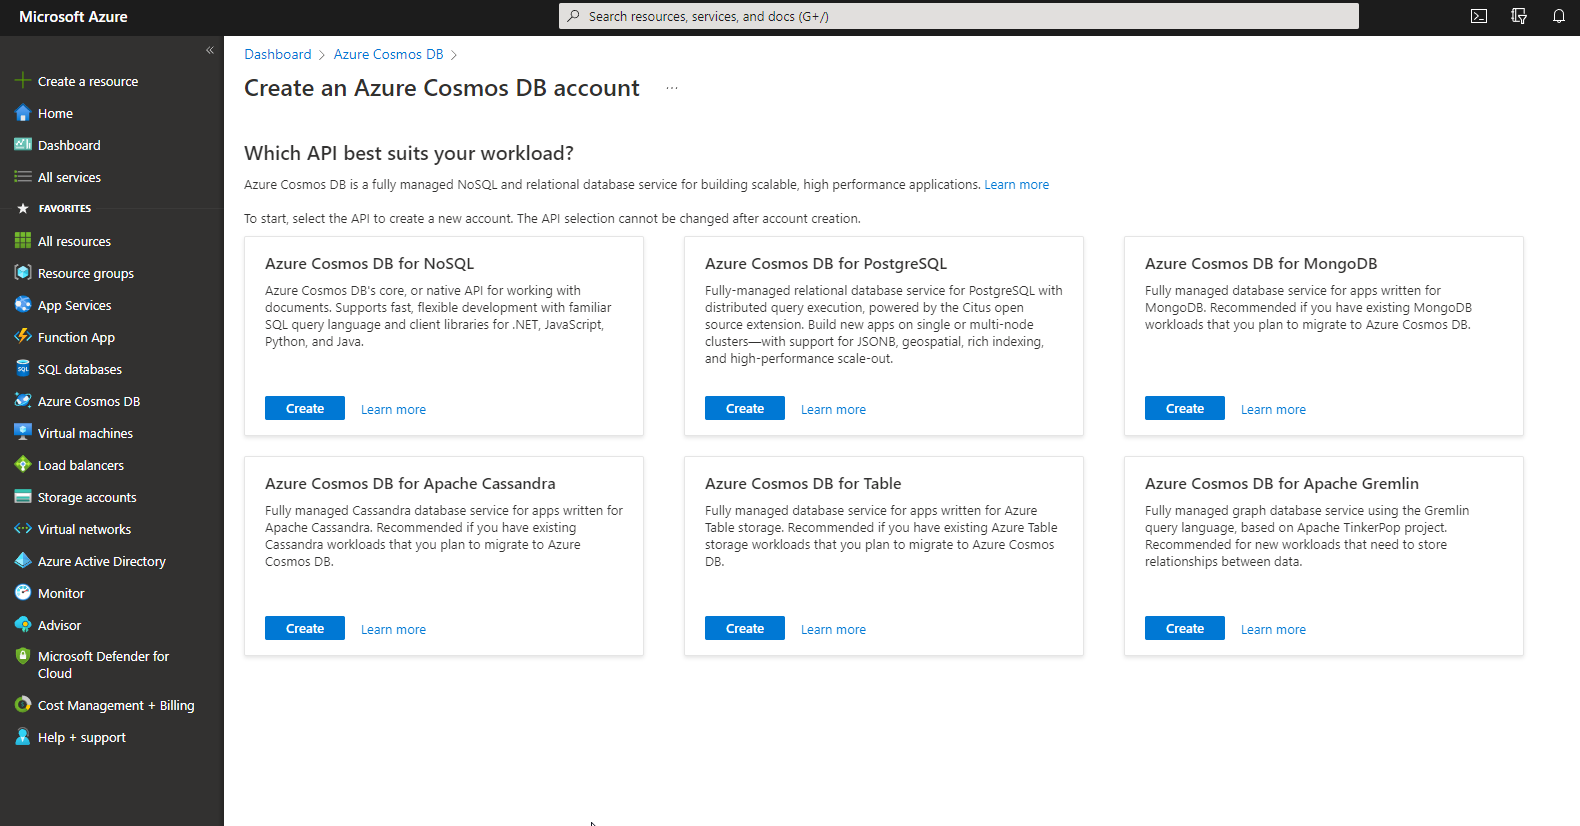 Microsoft Azure
Search resources, services, and docs (G+/)
«
Create a resource
Home
Dashboard
All services
FAVORITES
All resources
Resource groups
App Services
Function App
SQL databases
Azure Cosmos DB
Virtual machines
Load balancers
Storage accounts
Virtual networks
Azure Active Directory
Monitor
Advisor
Microsoft Defender for
Cloud
Cost Management + Billing
Help + support
Dashboard > Azure Cosmos DB >
Create an Azure Cosmos DB account ...
Which API best suits your workload?
Azure Cosmos DB is a fully managed NoSQL and relational database service for building scalable, high performance applications. Learn more
To start, select the API to create a new account. The API selection cannot be changed after account creation.
Azure Cosmos DB for NoSQL
Azure Cosmos DB's core, or native API for working with
documents. Supports fast, flexible development with familiar
SQL query language and client libraries for .NET, JavaScript,
Python, and Java.
Create Learn more
Azure Cosmos DB for PostgreSQL
Fully-managed relational database service for PostgreSQL with
distributed query execution, powered by the Citus open
source extension. Build new apps on single or multi-node
clusters—with support for JSONB, geospatial, rich indexing,
and high-performance scale-out.
Create Learn more
Azure Cosmos DB for MongoDB
Fully managed database service for apps written for
MongoDB. Recommended if you have existing MongoDB
workloads that you plan to migrate to Azure Cosmos DB.
Create Learn more
Azure Cosmos DB for Apache Cassandra
Fully managed Cassandra database service for apps written for
Apache Cassandra. Recommended if you have existing
Cassandra workloads that you plan to migrate to Azure
Cosmos DB.
Create Learn more
Azure Cosmos DB for Table
Fully managed database service for apps written for Azure
Table storage. Recommended if you have existing Azure Table
storage workloads that you plan to migrate to Azure Cosmos
DB.
Create Learn more
Azure Cosmos DB for Apache Gremlin
Fully managed graph database service using the Gremlin
query language, based on Apache TinkerPop project.
Recommended for new workloads that need to store
relationships between data.
Create Learn more